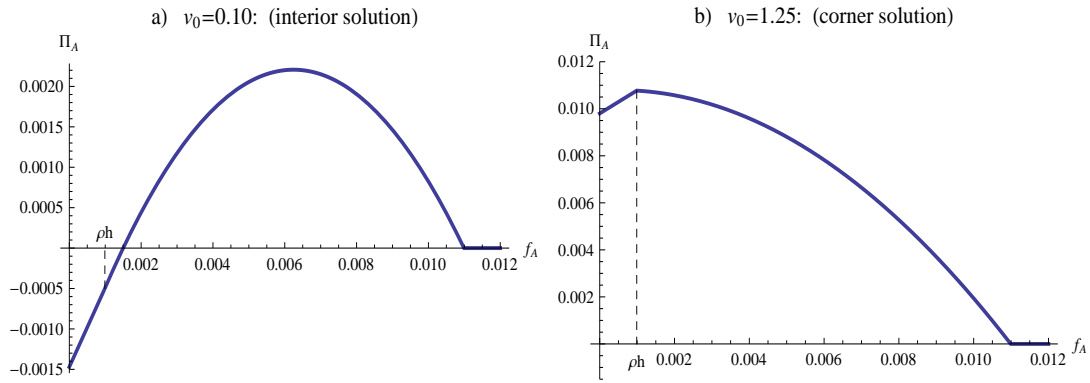 a) v0=0.10: (interior solution)
ΠA
0.0020
0.0015
0.0010
0.0005
ρh
0.002 0.004 0.006 0.008 0.010 0.012 fA
−0.0005
−0.0010
−0.0015
b) v0=1.25: (corner solution)
ΠA
0.012
0.010
0.008
0.006
0.004
0.002
fA
ρh 0.002 0.004 0.006 0.008 0.010 0.012